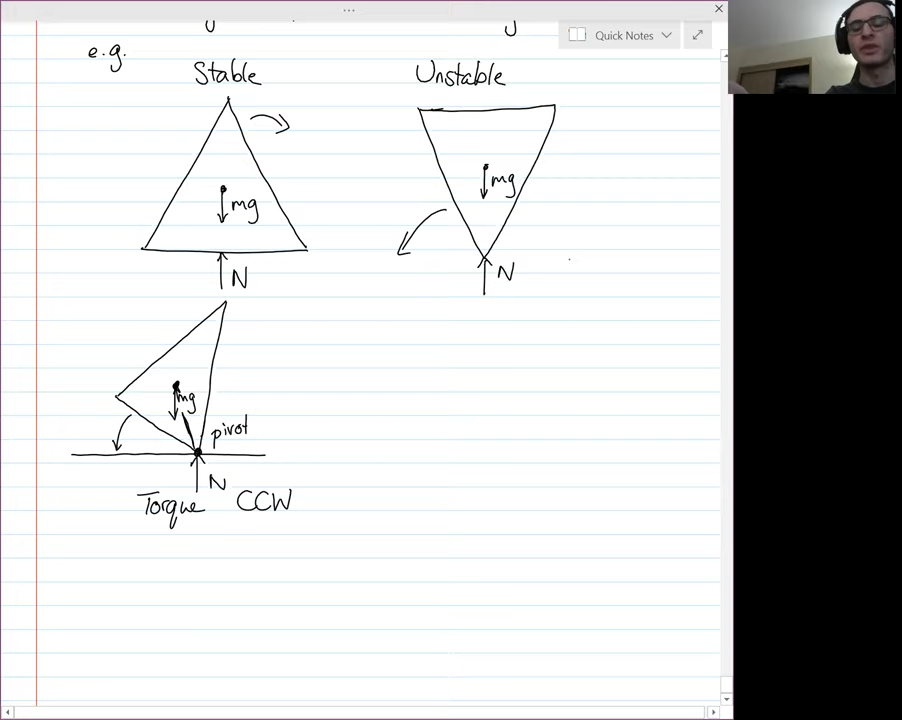 Quick Notes
e.g.
Stable
Unstable
mg
mg
N
N
mg
pivot
N
Torque CCW